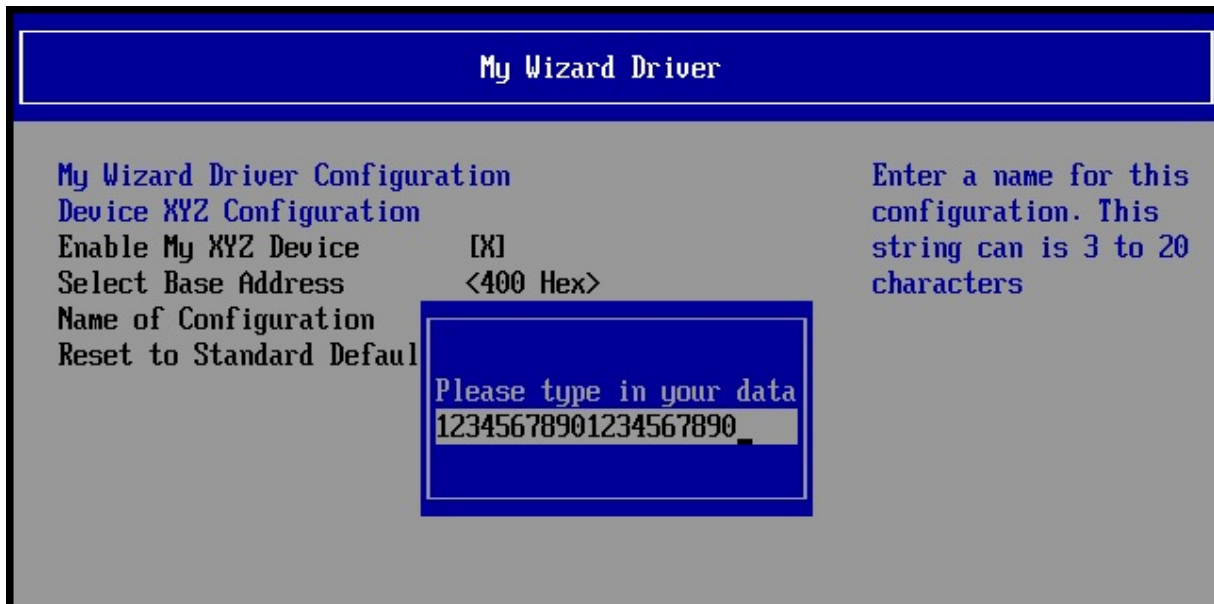 My Wizard Driver
My Wizard Driver Configuration
Device XYZ Configuration
Enable My XYZ Device [X]
Select Base Address <400 Hex>
Name of Configuration
Reset to Standard Defaul
Enter a name for this
configuration. This
string can is 3 to 20
characters
Please type in your data
12345678901234567890_